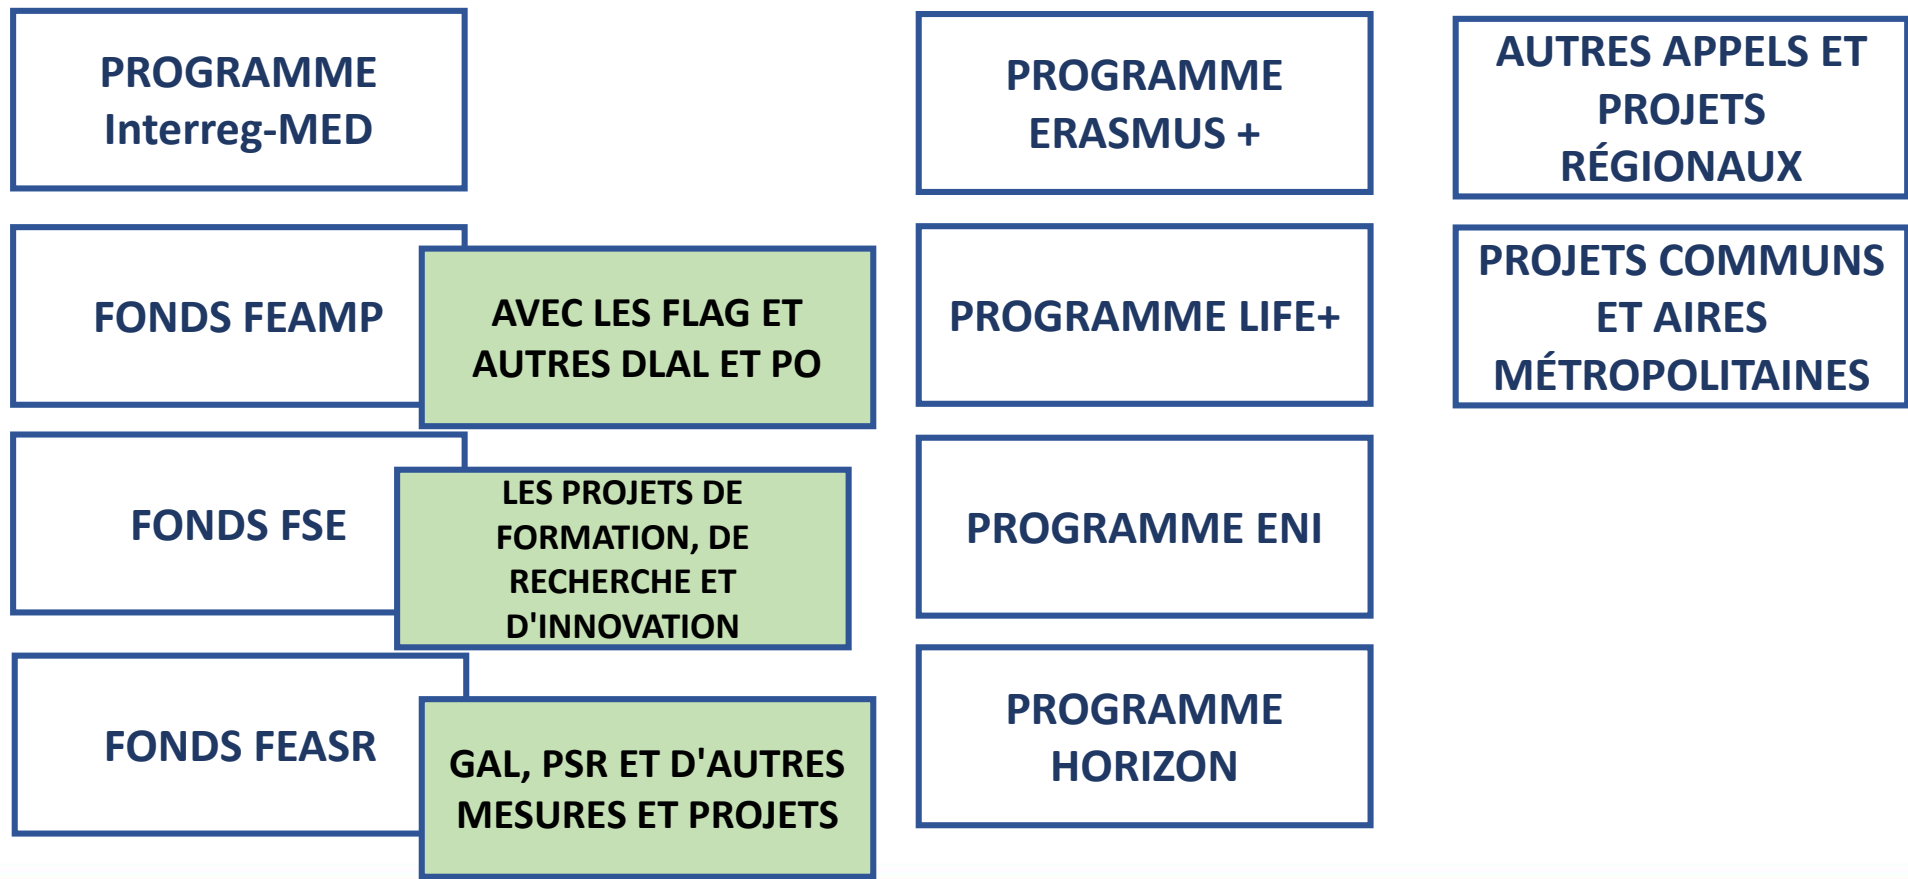 PROGRAMME
Interreg-MED
FONDS FEAMP
AVEC LES FLAG ET
AUTRES DLAL ET PO
FONDS FSE
LES PROJETS DE
FORMATION, DE
RECHERCHE ET
D'INNOVATION
FONDS FEASR
GAL, PSR ET D'AUTRES
MESURES ET PROJETS
PROGRAMME
ERASMUS +
PROGRAMME LIFE+
PROGRAMME ENI
PROGRAMME
HORIZON
AUTRES APPELS ET
PROJETS
RÉGIONAUX
PROJETS COMMUNS
ET AIRES
MÉTROPOLITAINES